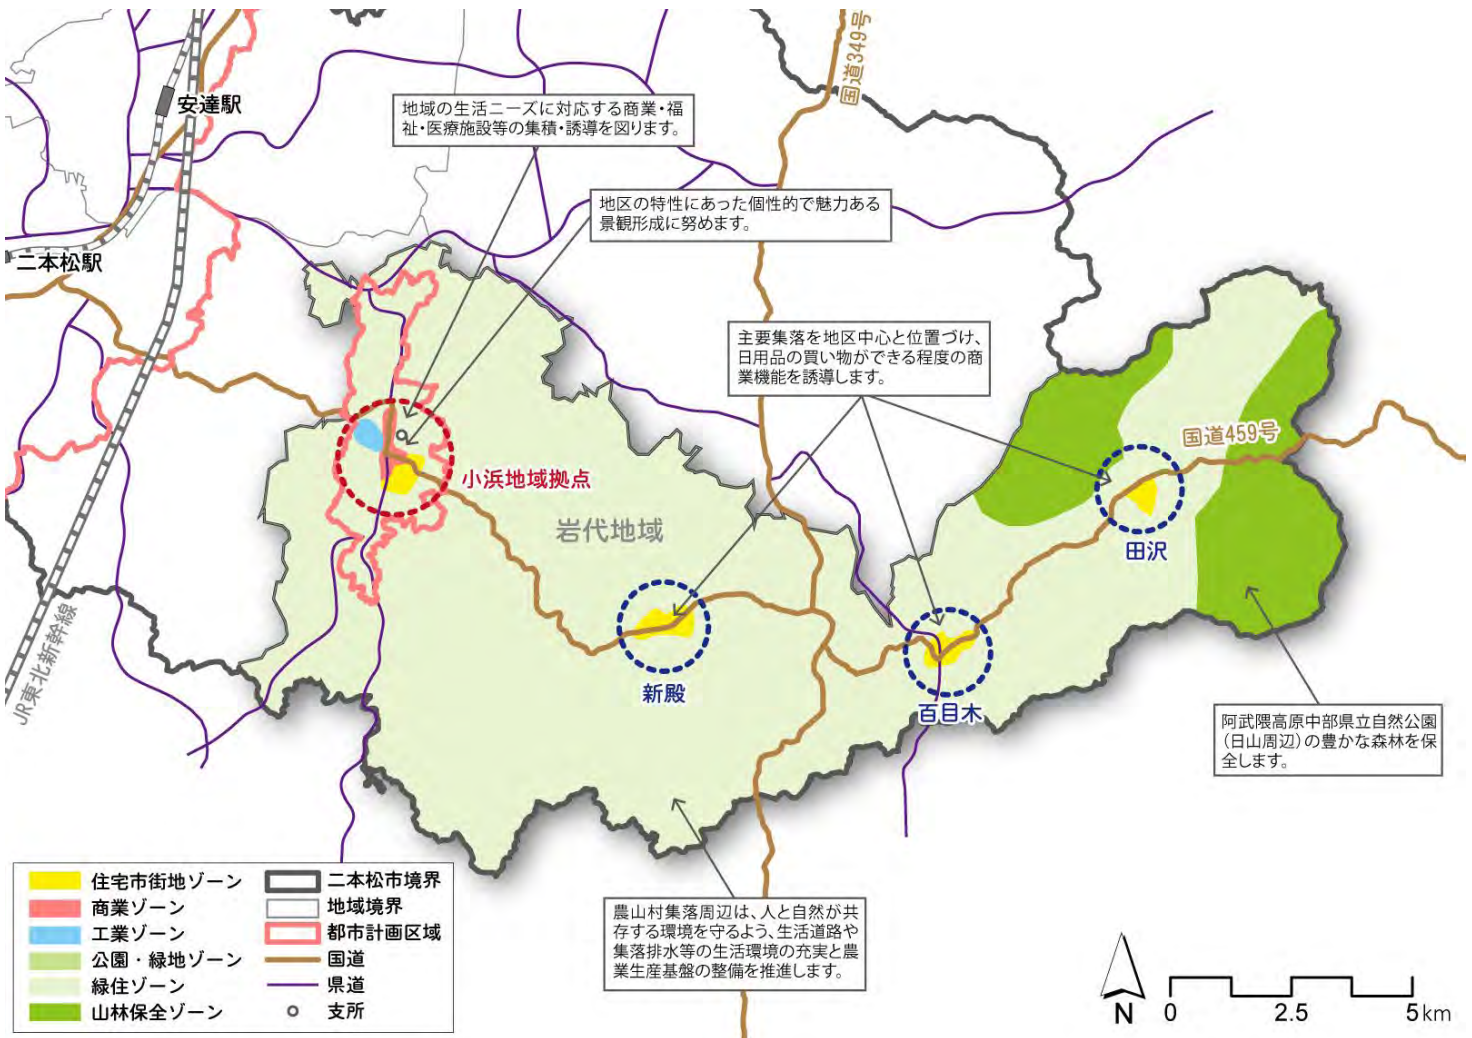 国道349号
安達駅
地域の生活ニーズに対応する商業・福
祉・医療施設等の集積・誘導を図ります。
地区の特性にあった個性的で魅力ある
景観形成に努めます。
二本松駅
主要集落を地区中心と位置づけ、
日用品の買い物ができる程度の商
業機能を誘導します。
国道459号
小浜地域拠点
岩代地域
田沢
新殿
百目木
JR東北新幹線
阿武隈高原中部県立自然公園
（日山周辺）の豊かな森林を保
全します。
農山村集落周辺は、人と自然が共
存する環境を守るよう、生活道路や
集落排水等の生活環境の充実と農
業生産基盤の整備を推進します。
住宅市街地ゾーン
商業ゾーン
工業ゾーン
公園・緑地ゾーン
緑住ゾーン
山林保全ゾーン
二本松市境界
地域境界
都市計画区域
国道
県道
支所
N
0 2.5 5km